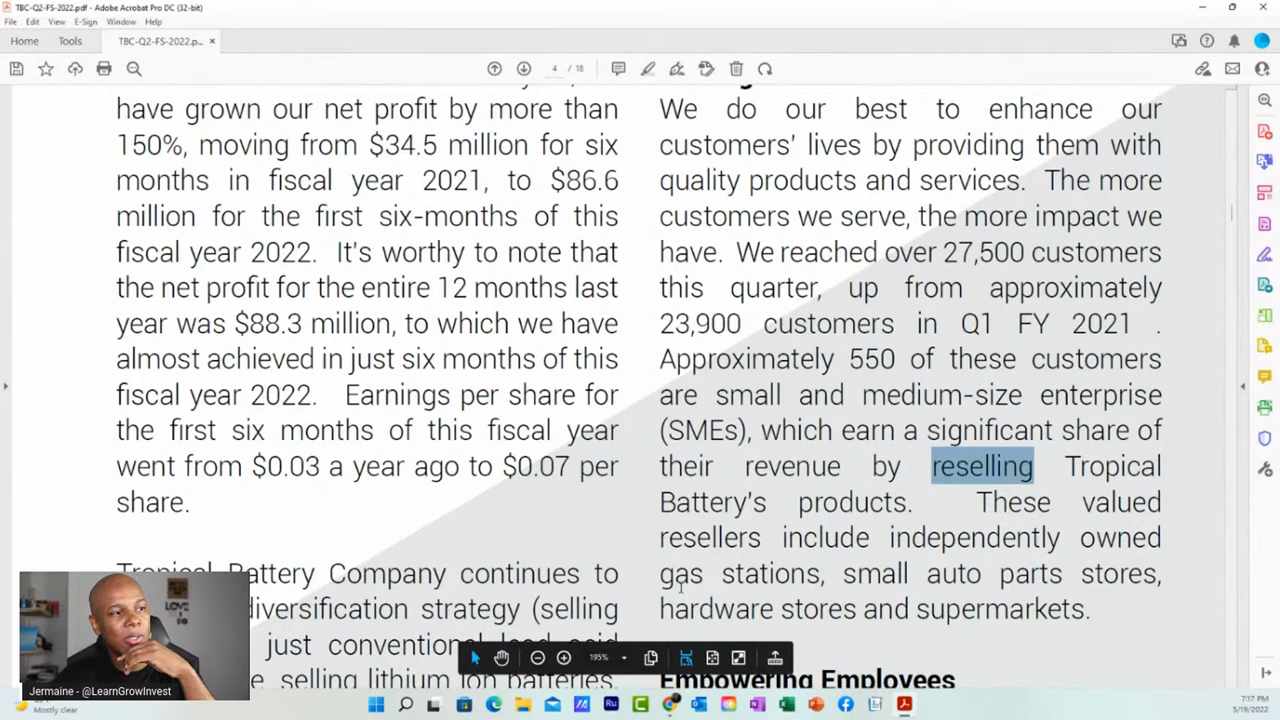 TBC-Q2-FS-2022.pdf - Adobe Acrobat Pro DC (32-bit)
File Edit View E-Sign Window Help
Home Tools TBC-Q2-FS-2022.p... ×
4 / 18
have grown our net profit by more than
150%, moving from $34.5 million for six
months in fiscal year 2021, to $86.6
million for the first six-months of this
fiscal year 2022. It's worthy to note that
the net profit for the entire 12 months last
year was $88.3 million, to which we have
almost achieved in just six months of this
fiscal year 2022. Earnings per share for
the first six months of this fiscal year
went from $0.03 a year ago to $0.07 per
share.
Tropical Battery Company continues to
diversification strategy (selling
just conventional lead acid
selling lithium ion batteries,
We do our best to enhance our
customers' lives by providing them with
quality products and services. The more
customers we serve, the more impact we
have. We reached over 27,500 customers
this quarter, up from approximately
23,900 customers in Q1 FY 2021 .
Approximately 550 of these customers
are small and medium-size enterprise
(SMEs), which earn a significant share of
their revenue by reselling Tropical
Battery's products. These valued
resellers include independently owned
gas stations, small auto parts stores,
hardware stores and supermarkets.
Empowering Employees
195%
LOVE
Jermaine - @LearnGrowInvest
Mostly clear
7:17 PM
5/19/2022